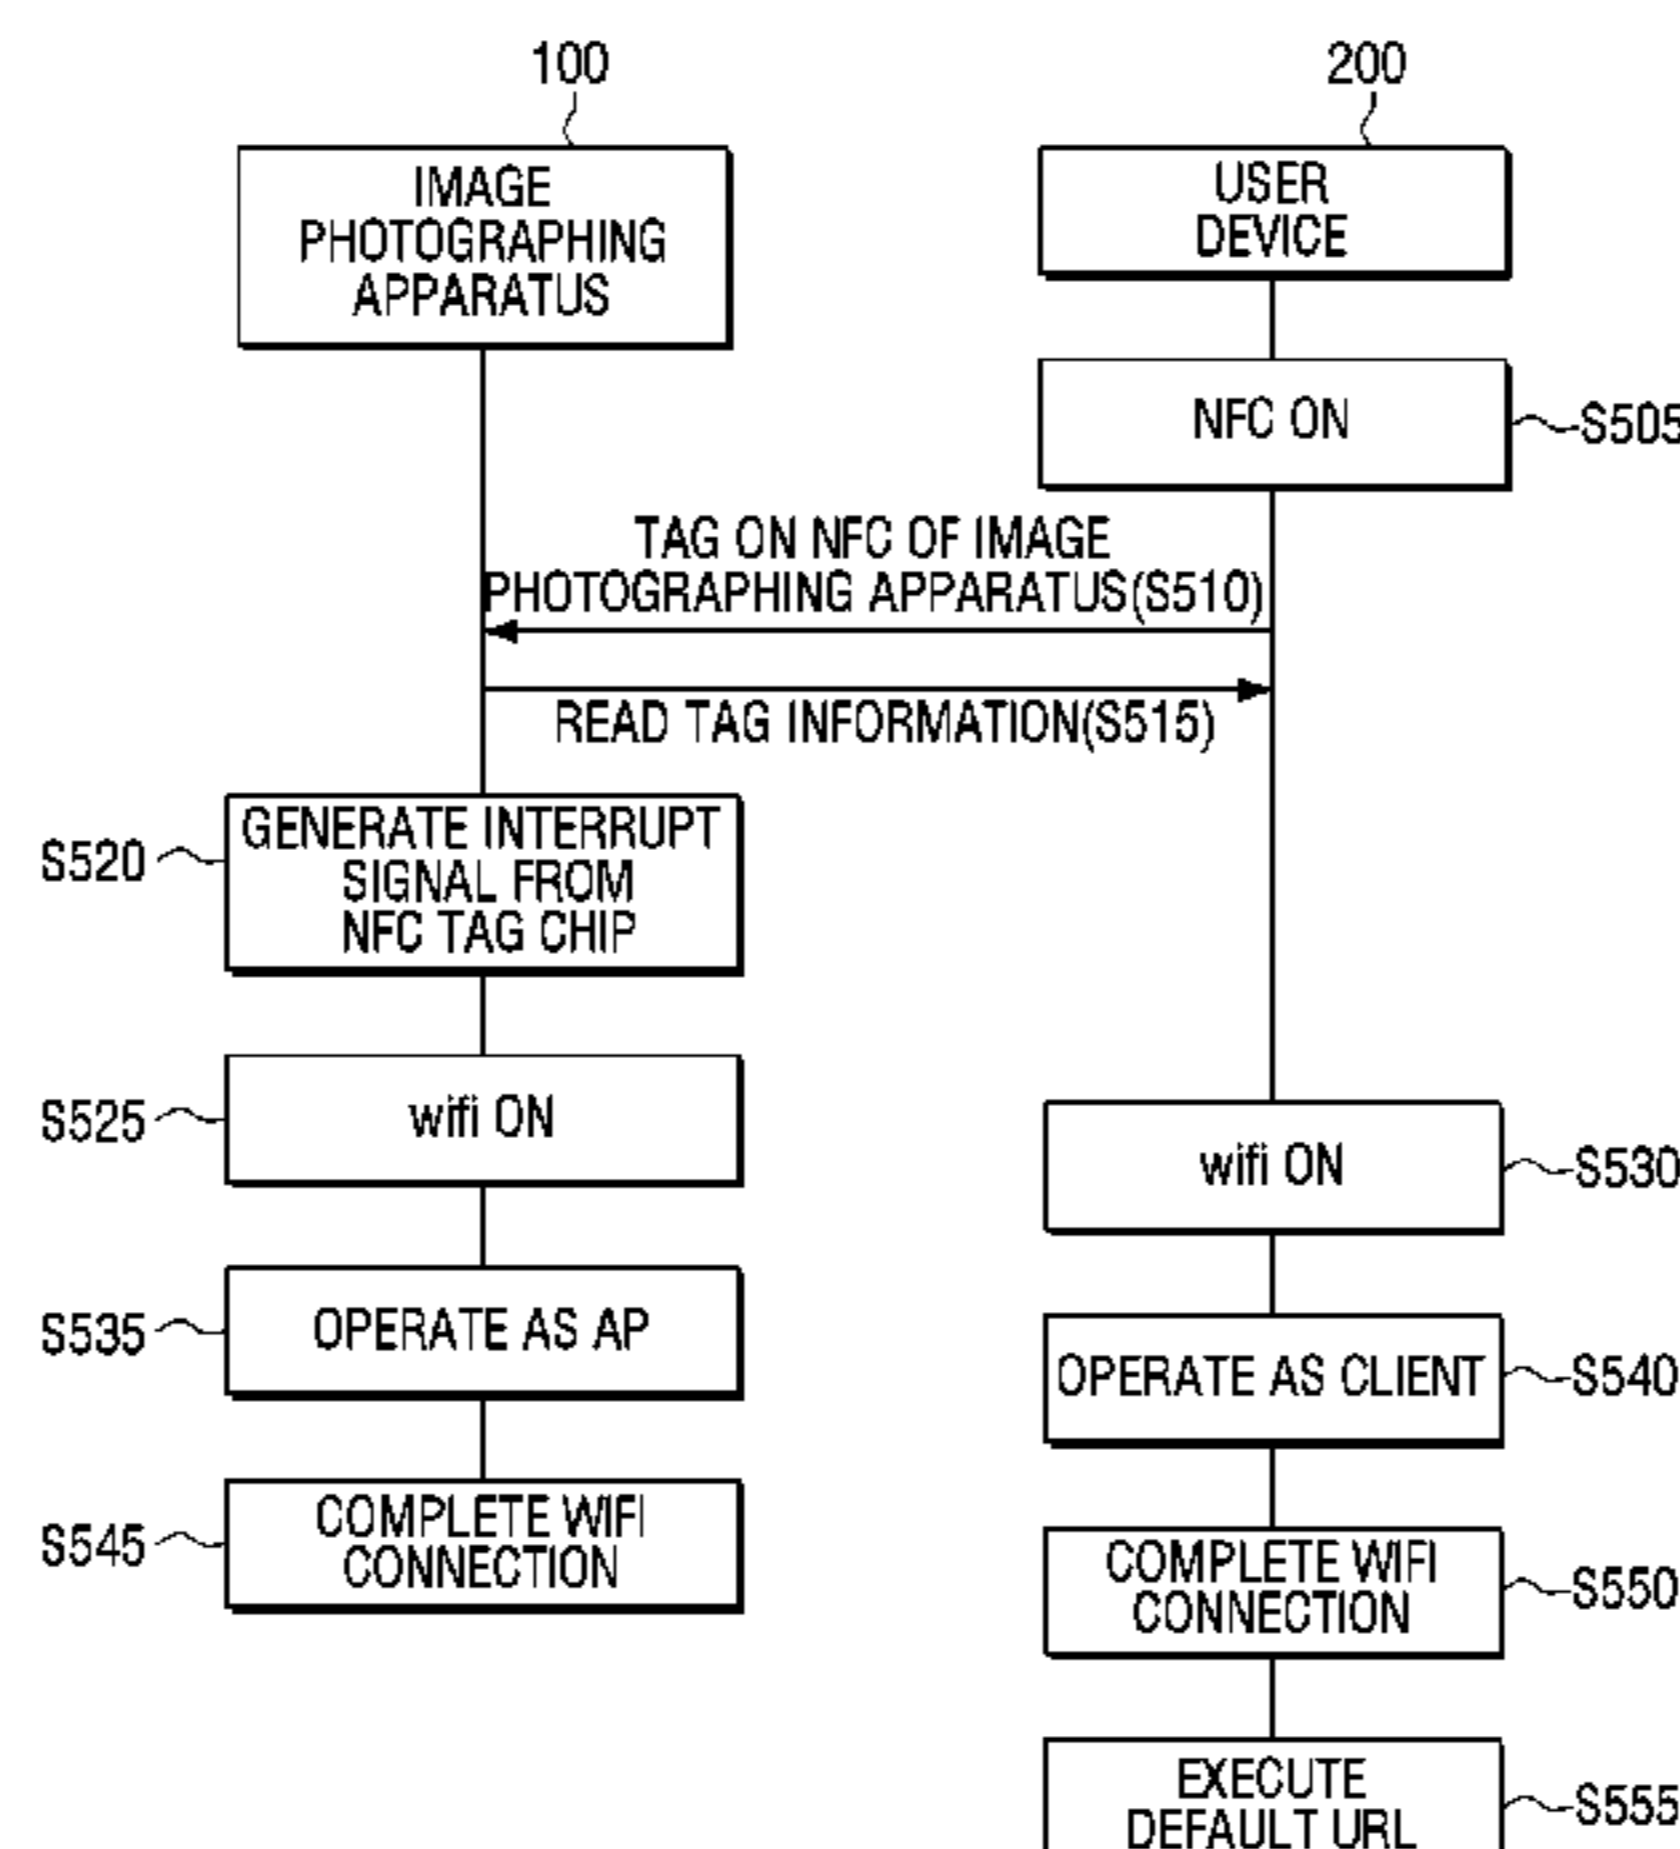 100
200
IMAGE
PHOTOGRAPHING
APPARATUS
USER
DEVICE
NFC ON
S505
TAG ON NFC OF IMAGE
PHOTOGRAPHING APPARATUS(S510)
READ TAG INFORMATION(S515)
S520
GENERATE INTERRUPT
SIGNAL FROM
NFC TAG CHIP
S525
wifi ON
wifi ON
S530
S535
OPERATE AS AP
OPERATE AS CLIENT
S540
S545
COMPLETE WIFI
CONNECTION
COMPLETE WIFI
CONNECTION
S550
EXECUTE
DEFAULT URL
S555